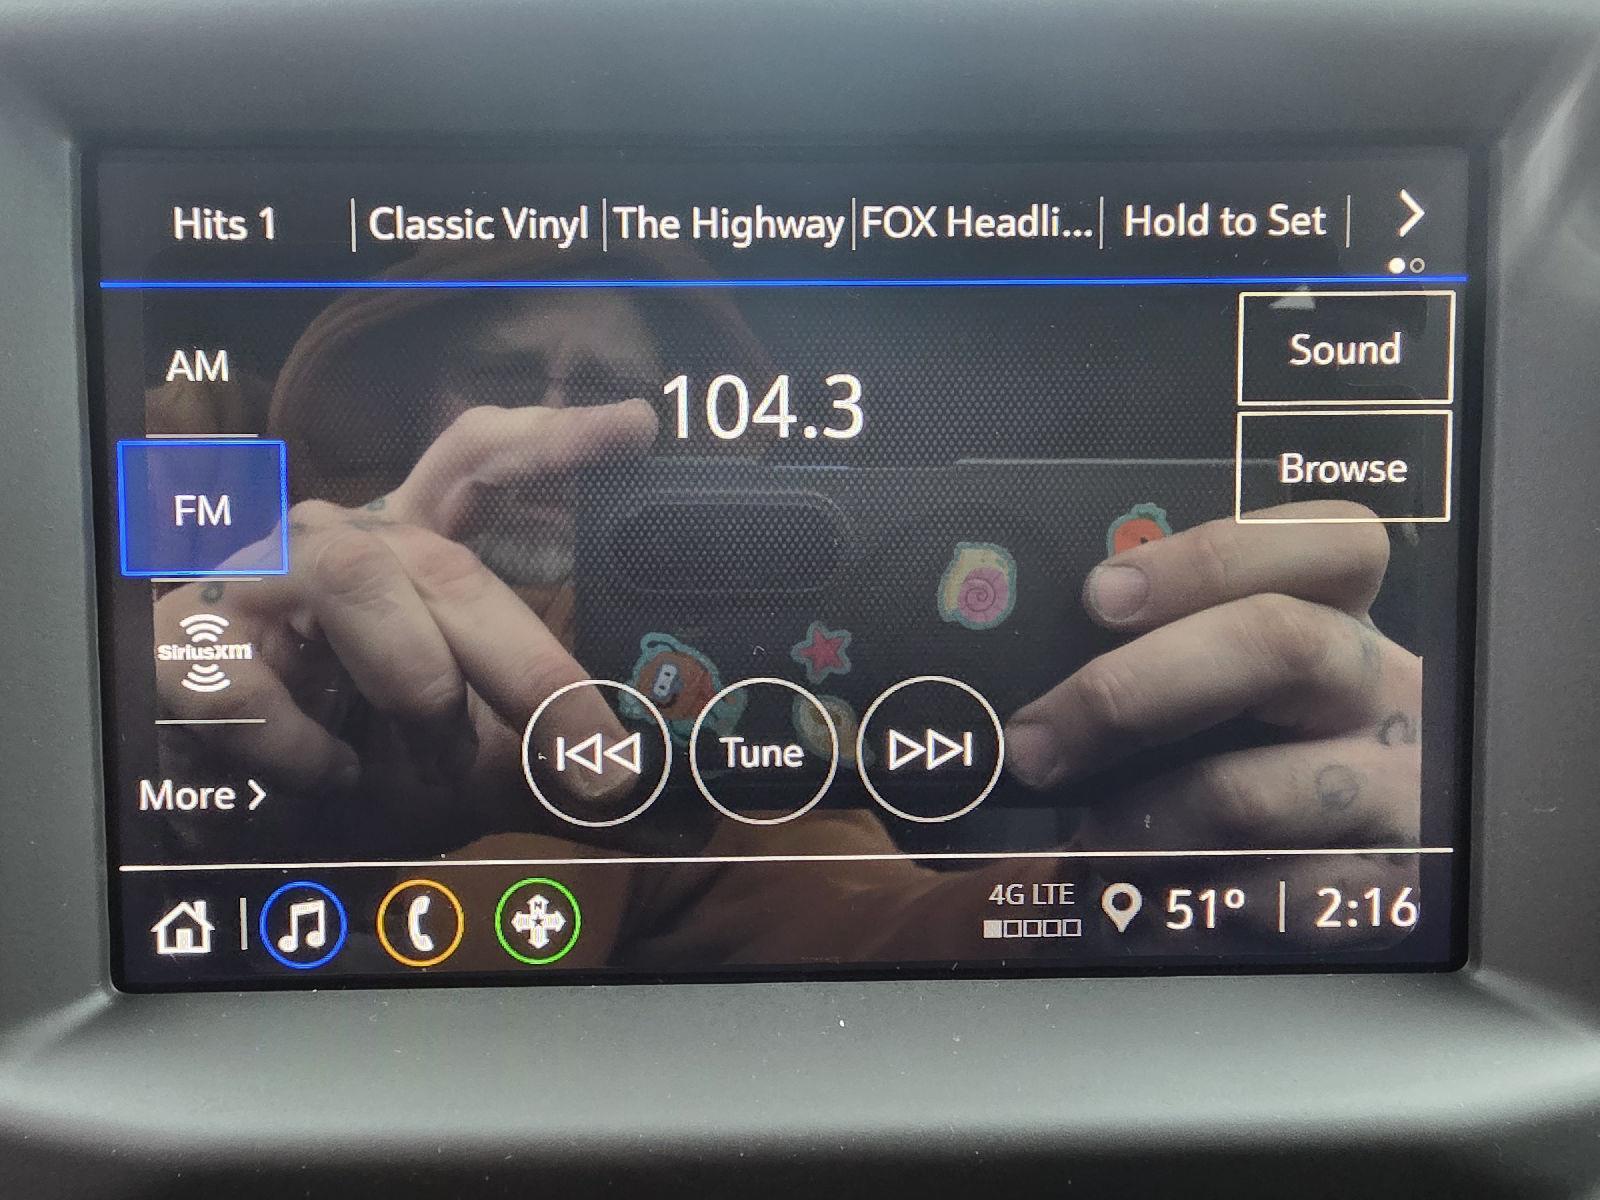 Hits 1 | Classic Vinyl | The Highway | FOX Headli... | Hold to Set |
AM
104.3
Sound
Browse
FM
SiriusXM
Tune
More
N
4G LTE
51° | 2:16